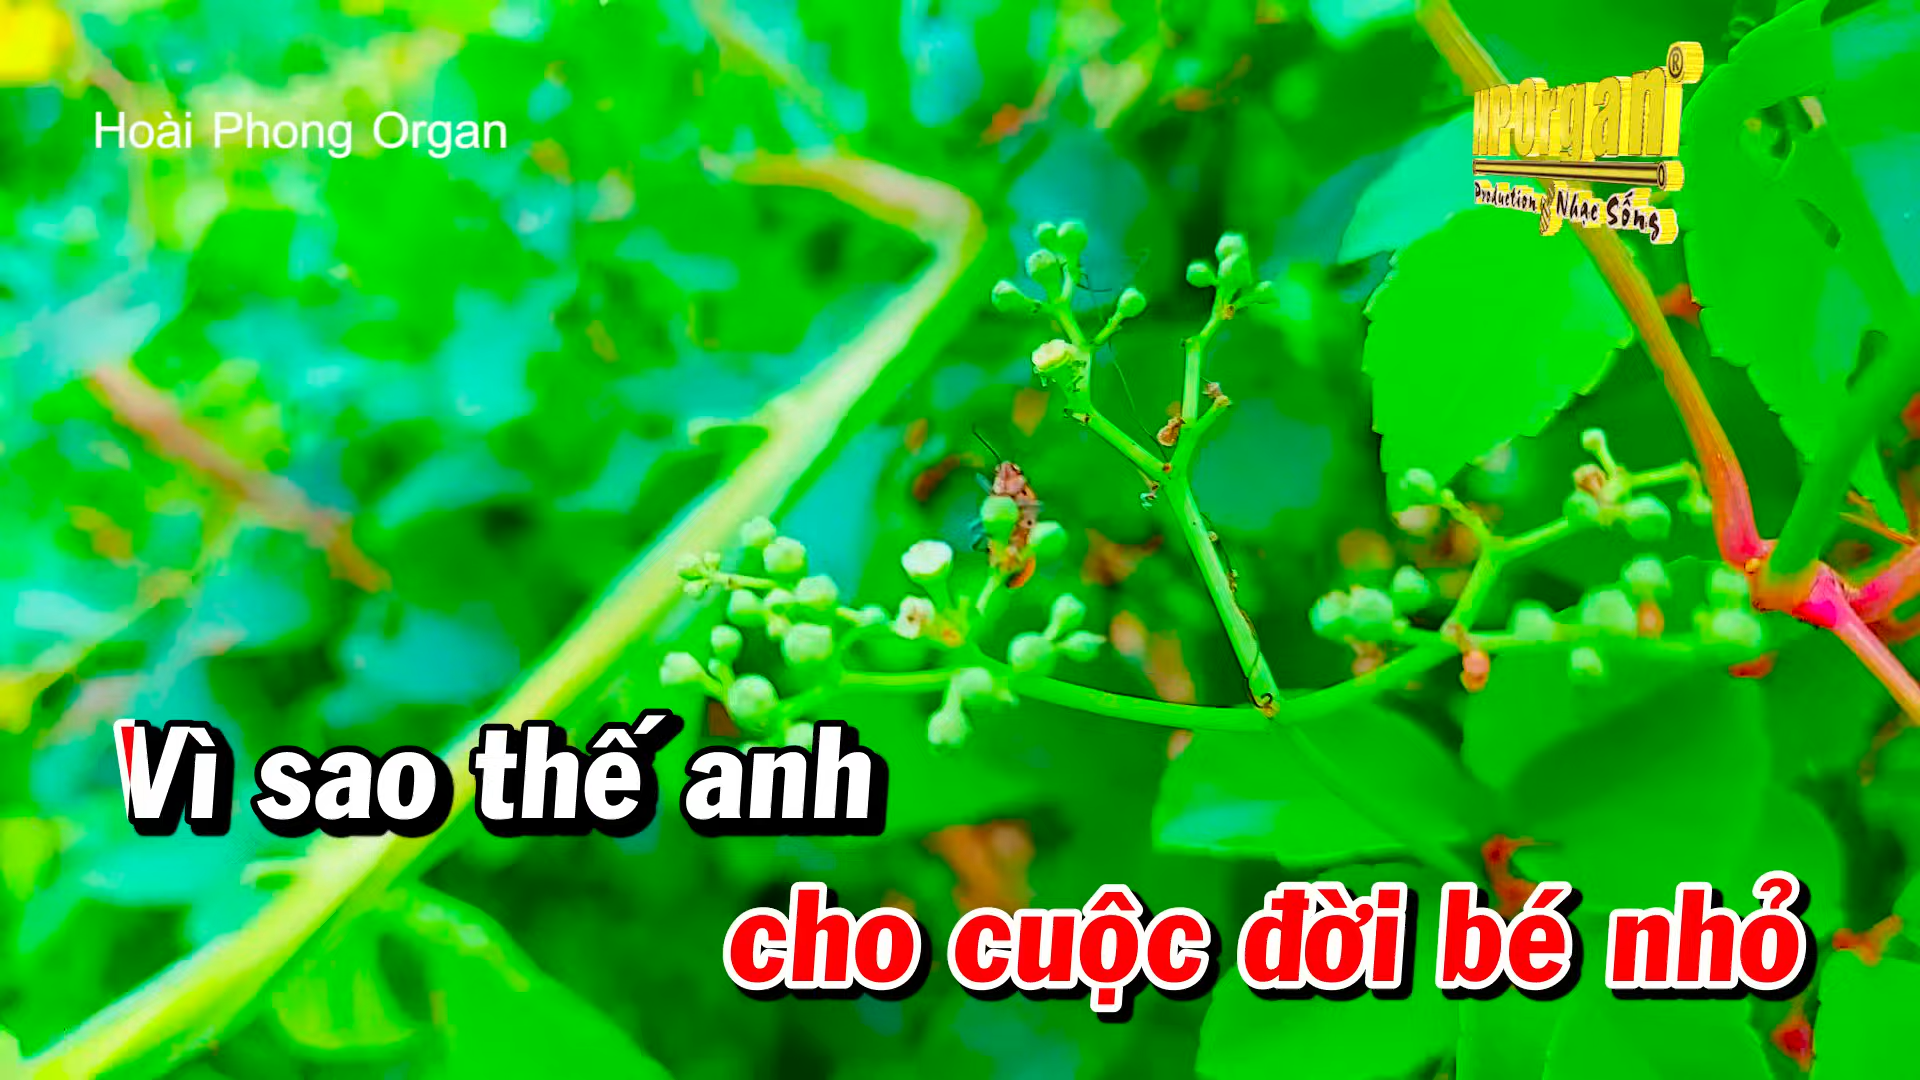 Hoài Phong Organ
HPOrgan®
Production Nhạc Sống
Vì sao thế anh
cho cuộc đời bé nhỏ